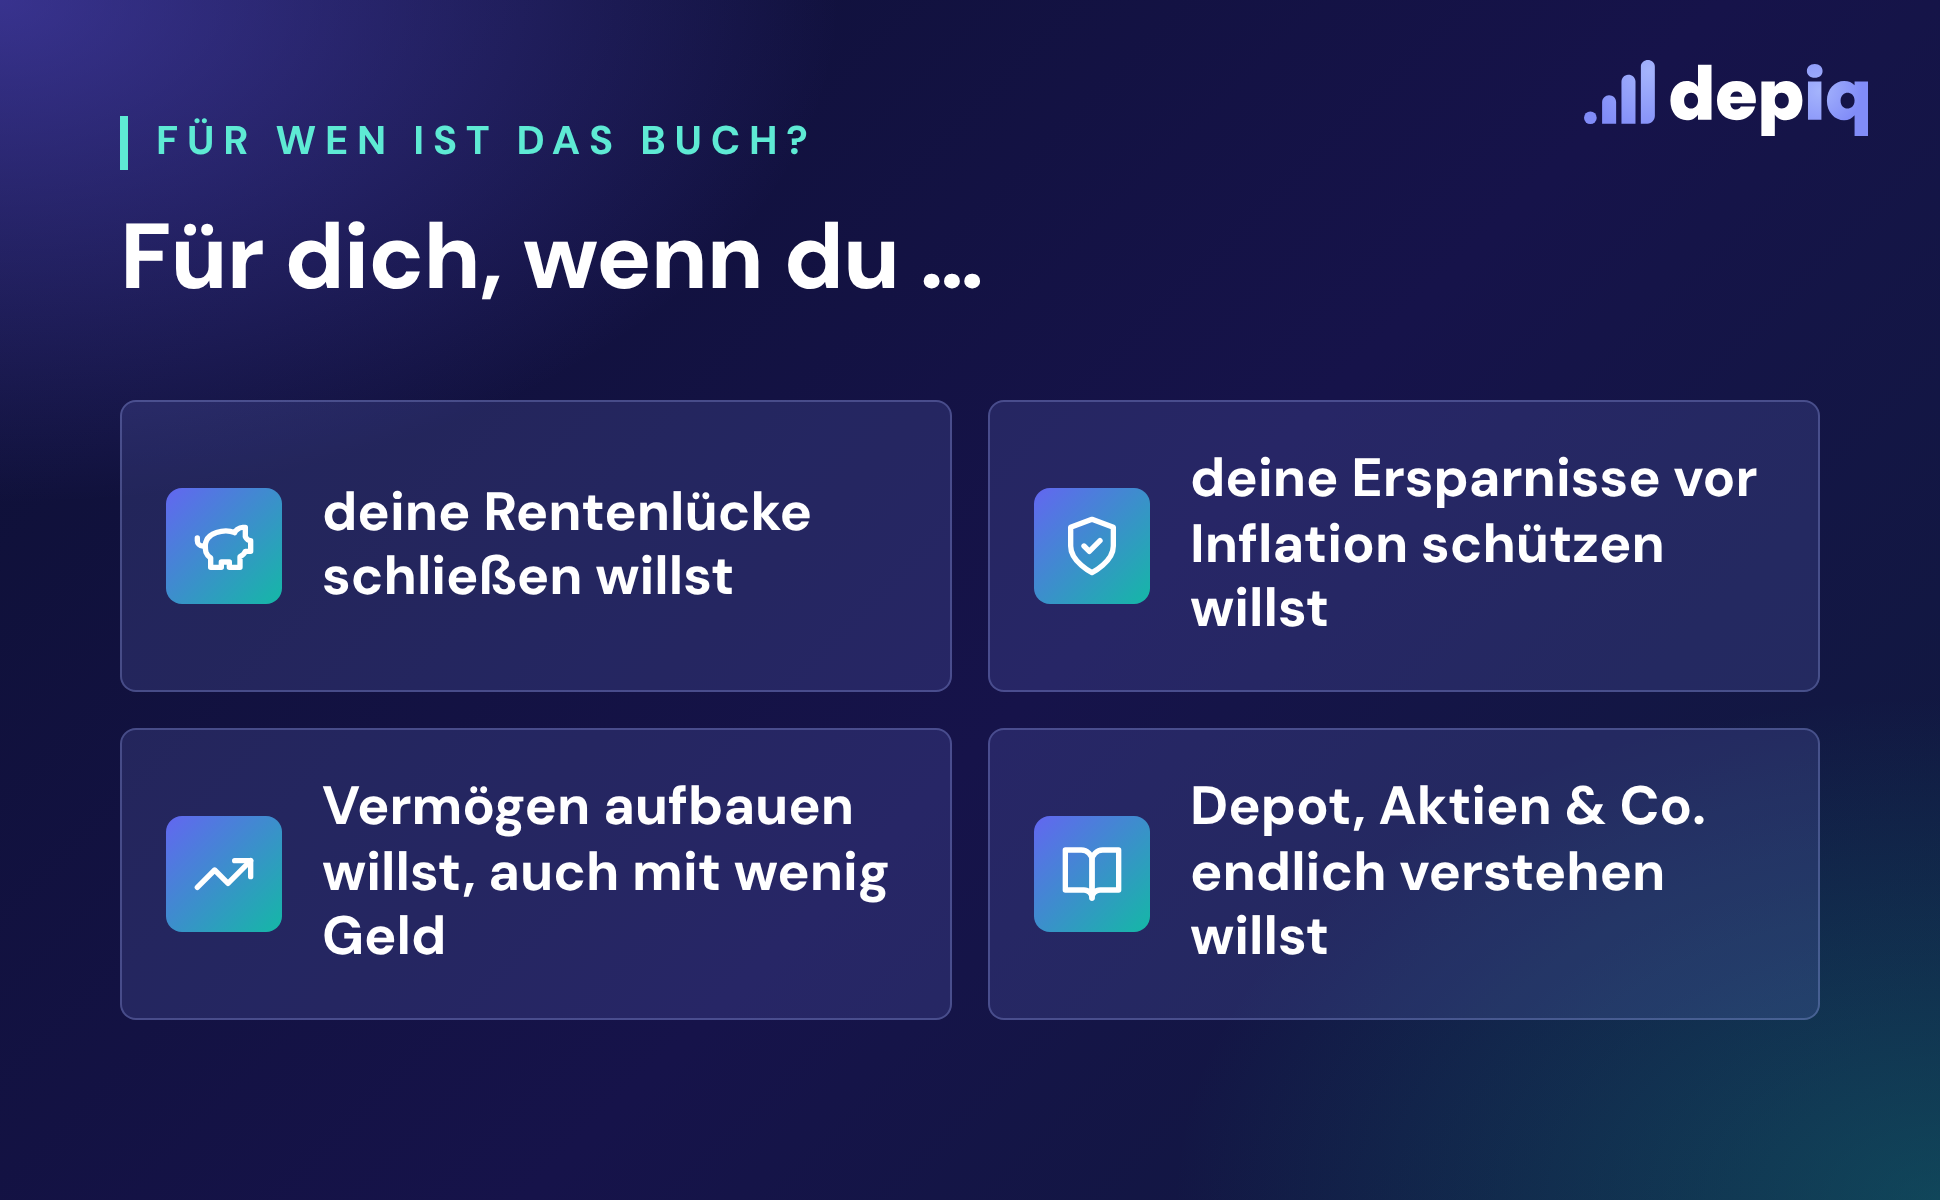 depiq
FÜR WEN IST DAS BUCH?
Für dich, wenn du ...
deine Rentenlücke
schließen willst
deine Ersparnisse vor
Inflation schützen
willst
Vermögen aufbauen
willst, auch mit wenig
Geld
Depot, Aktien & Co.
endlich verstehen
willst